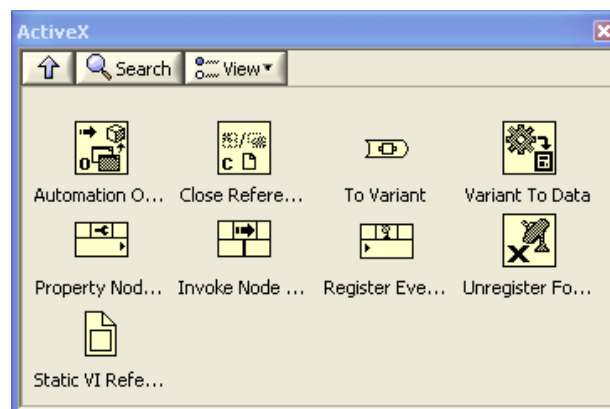 ActiveX
Search View
Automation O... Close Refere... To Variant Variant To Data
Property Nod... Invoke Node ... Register Eve... Unregister Fo...
Static VI Refe...